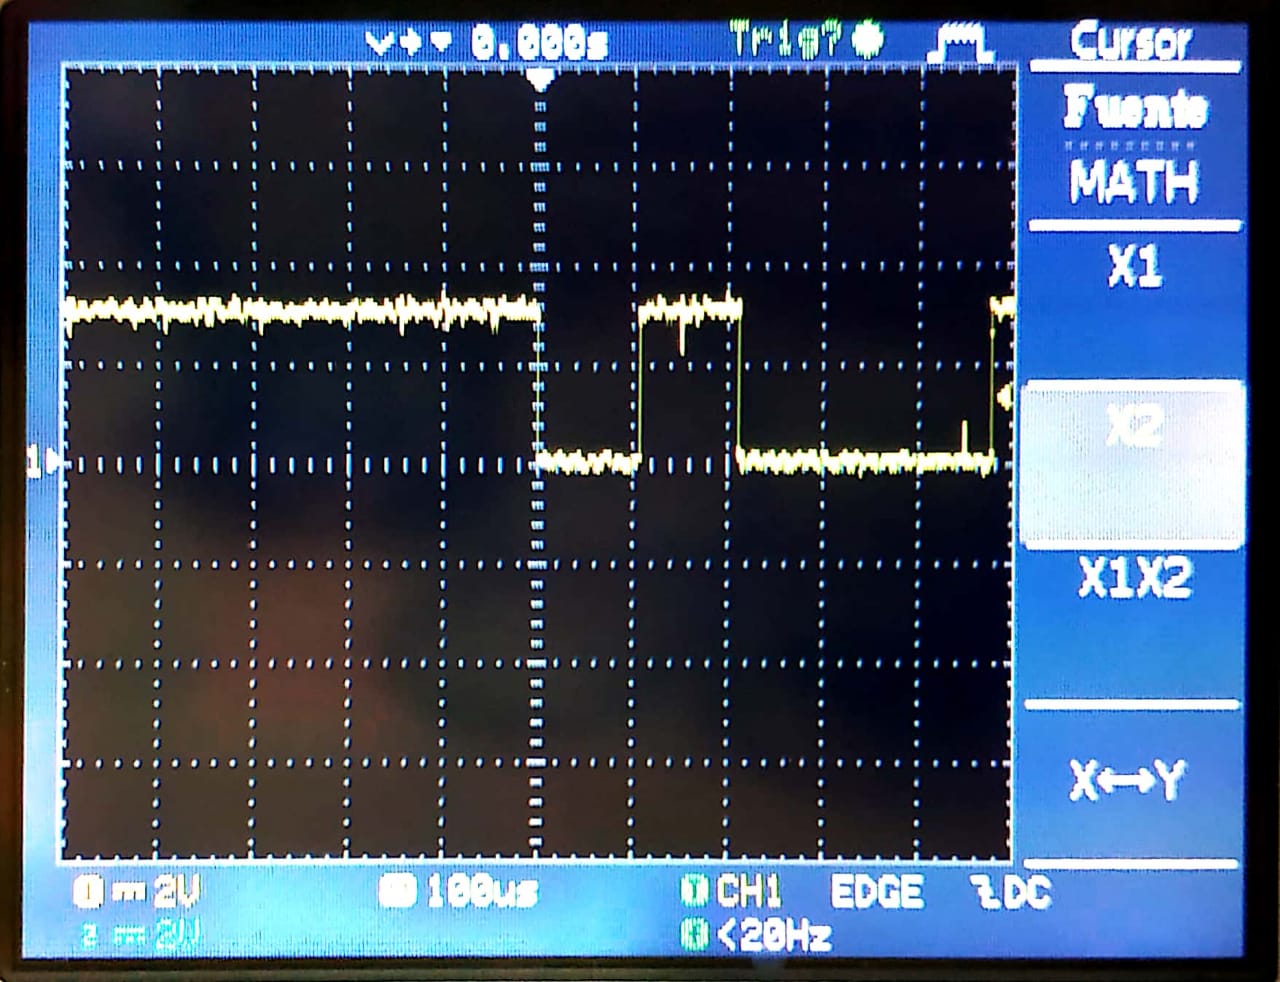 0.000s Trig?
Cursor
Fuente
MATH
X1
X2
X1X2
X↔Y
1
1 2V 100us CH1 EDGE DC
2 2V <20Hz